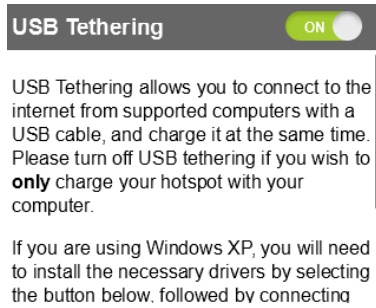 USB Tethering ON
USB Tethering allows you to connect to the
internet from supported computers with a
USB cable, and charge it at the same time.
Please turn off USB tethering if you wish to
only charge your hotspot with your
computer.
If you are using Windows XP, you will need
to install the necessary drivers by selecting
the button below, followed by connecting